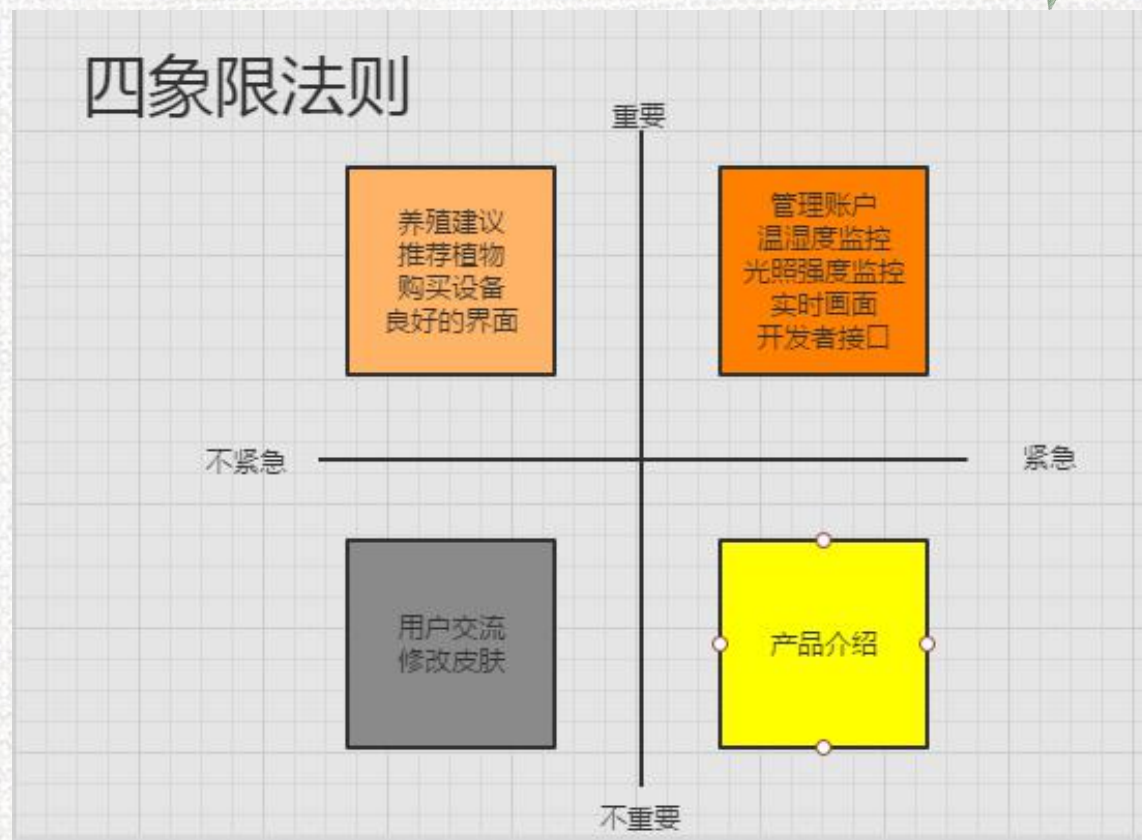 四象限法则
重要
养殖建议
推荐植物
购买设备
良好的界面
管理账户
温湿度监控
光照强度监控
实时画面
开发者接口
不紧急
紧急
用户交流
修改皮肤
产品介绍
不重要